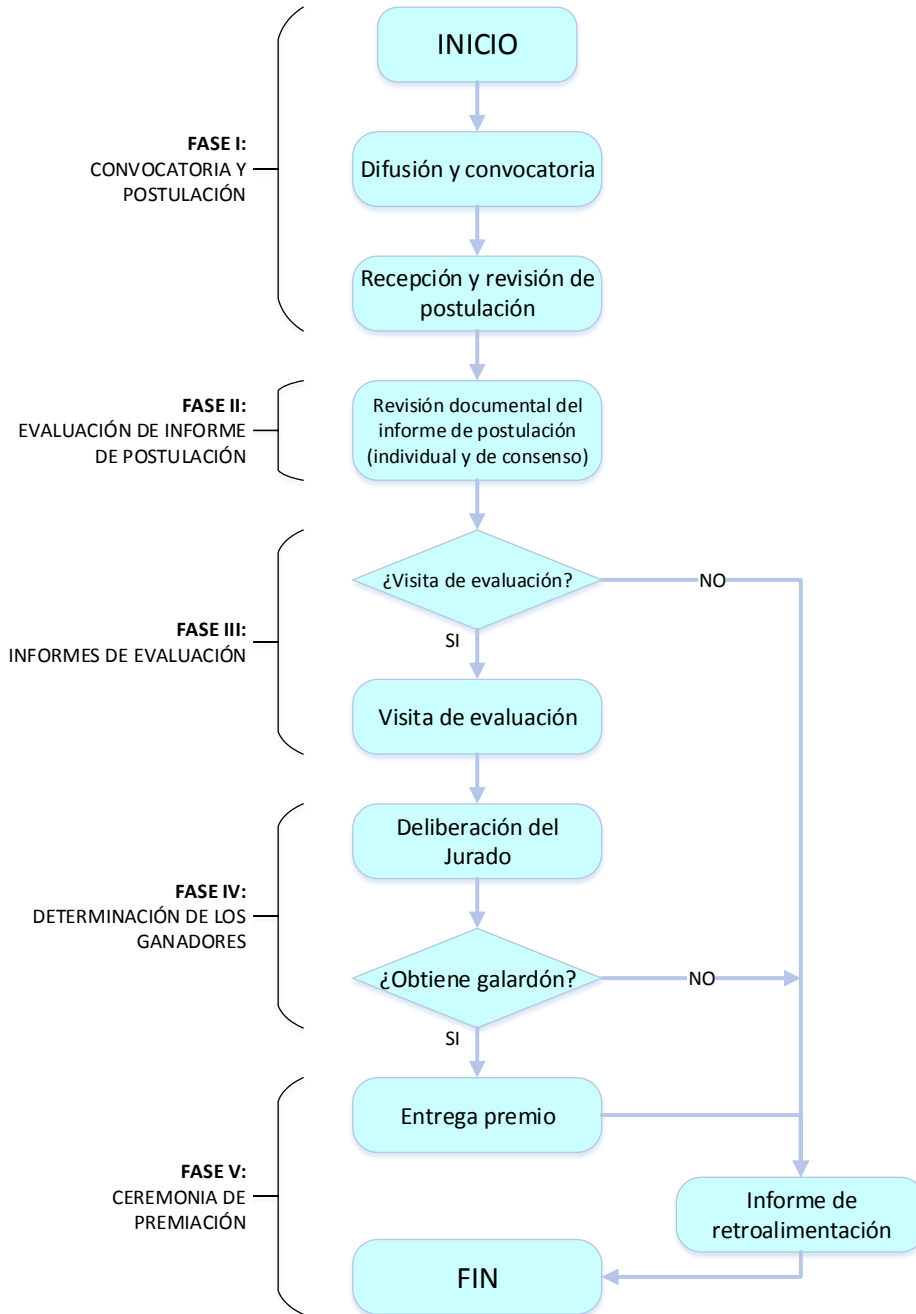 INICIO
FASE I:
CONVOCATORIA Y
POSTULACIÓN
Difusión y convocatoria
Recepción y revisión de
postulación
FASE II:
EVALUACIÓN DE INFORME
DE POSTULACIÓN
Revisión documental del
informe de postulación
(individual y de consenso)
¿Visita de evaluación?
NO
SI
FASE III:
INFORMES DE EVALUACIÓN
Visita de evaluación
Deliberación del
Jurado
FASE IV:
DETERMINACIÓN DE LOS
GANADORES
¿Obtiene galardón?
NO
SI
Entrega premio
FASE V:
CEREMONIA DE
PREMIACIÓN
Informe de
retroalimentación
FIN